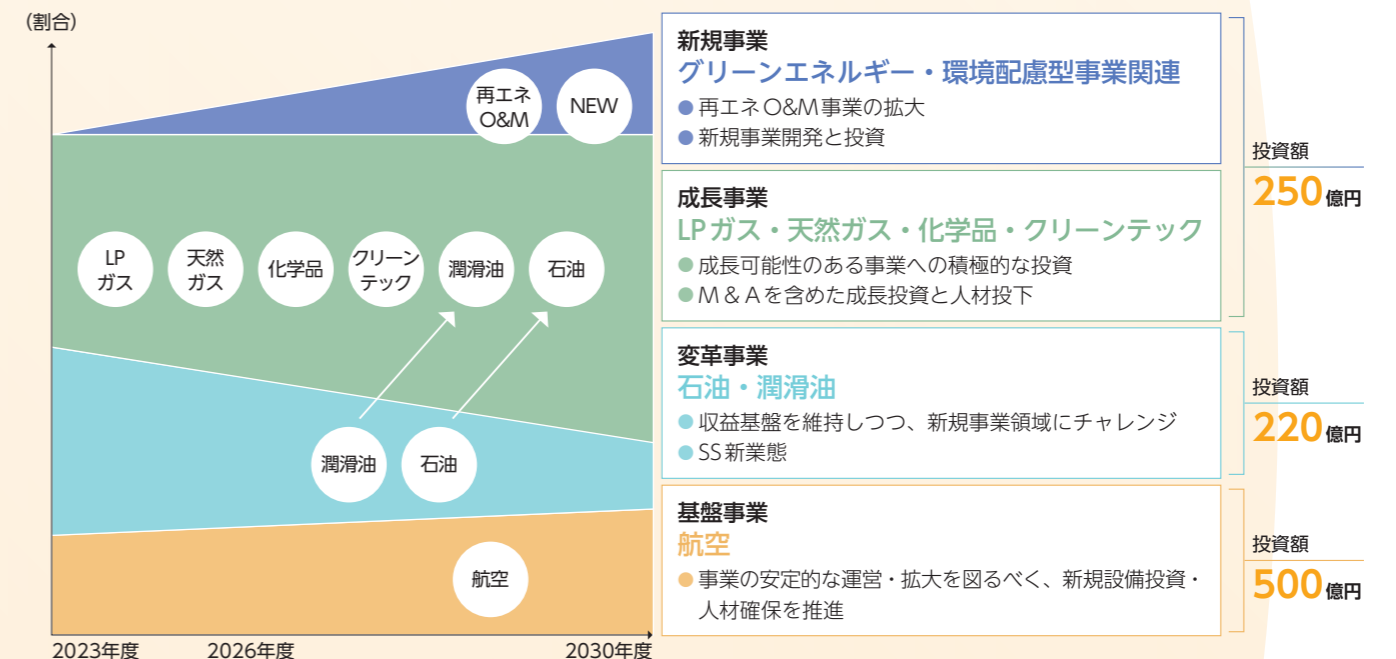 (割合)
再エネ
O&M
NEW
LP
ガス
天然
ガス
化学品
クリーン
テック
潤滑油
石油
潤滑油
石油
航空
2023年度
2026年度
2030年度
新規事業
グリーンエネルギー・環境配慮型事業関連
●再エネO&M事業の拡大
●新規事業開発と投資
成長事業
LPガス・天然ガス・化学品・クリーンテック
●成長可能性のある事業への積極的な投資
●M&Aを含めた成長投資と人材投下
投資額
250億円
変革事業
石油・潤滑油
●収益基盤を維持しつつ、新規事業領域にチャレンジ
●SS新業態
投資額
220億円
基盤事業
航空
●事業の安定的な運営・拡大を図るべく、新規設備投資・
人材確保を推進
投資額
500億円